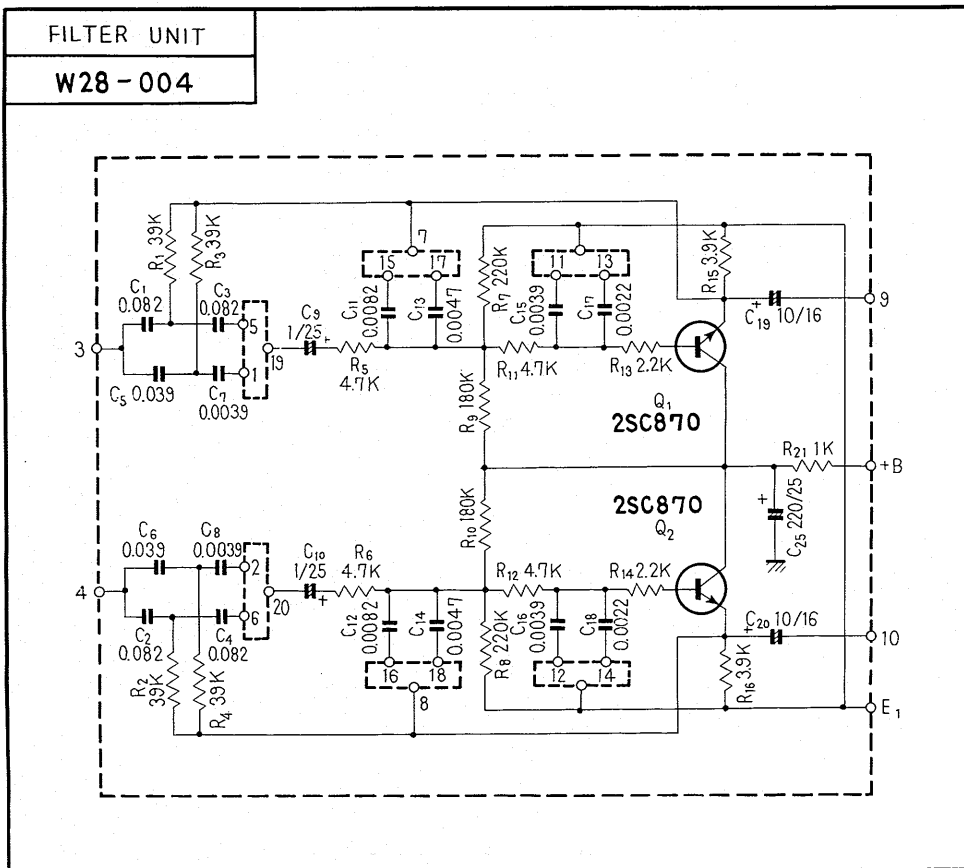 FILTER UNIT
W28-004
R1 39K
R3 39K
7
15 17
C11 0.0082
C13 0.0047
R7 220K
11 13
C15 0.0039
C17 0.0022
R15 3.9K
C19 + 10/16
9
C1 0.082
C3 0.082
5
3
1
19
C5 0.039
C7 0.0039
C9 1/25 +
R5 4.7K
R11 4.7K
R13 2.2K
R9 180K
Q1
2SC870
R21 1K
+B
R10 180K
2SC870
Q2
+
C25 220/25
C6 0.039
C8 0.0039
2
4
6
20
C2 0.082
C4 0.082
C10 1/25 +
R6 4.7K
R12 4.7K
R14 2.2K
C12 0.0082
C14 0.0047
R8 220K
C16 0.0039
C18 0.0022
+ C20 10/16
10
R2 39K
R4 39K
16 18
8
12 14
R16 3.9K
E1